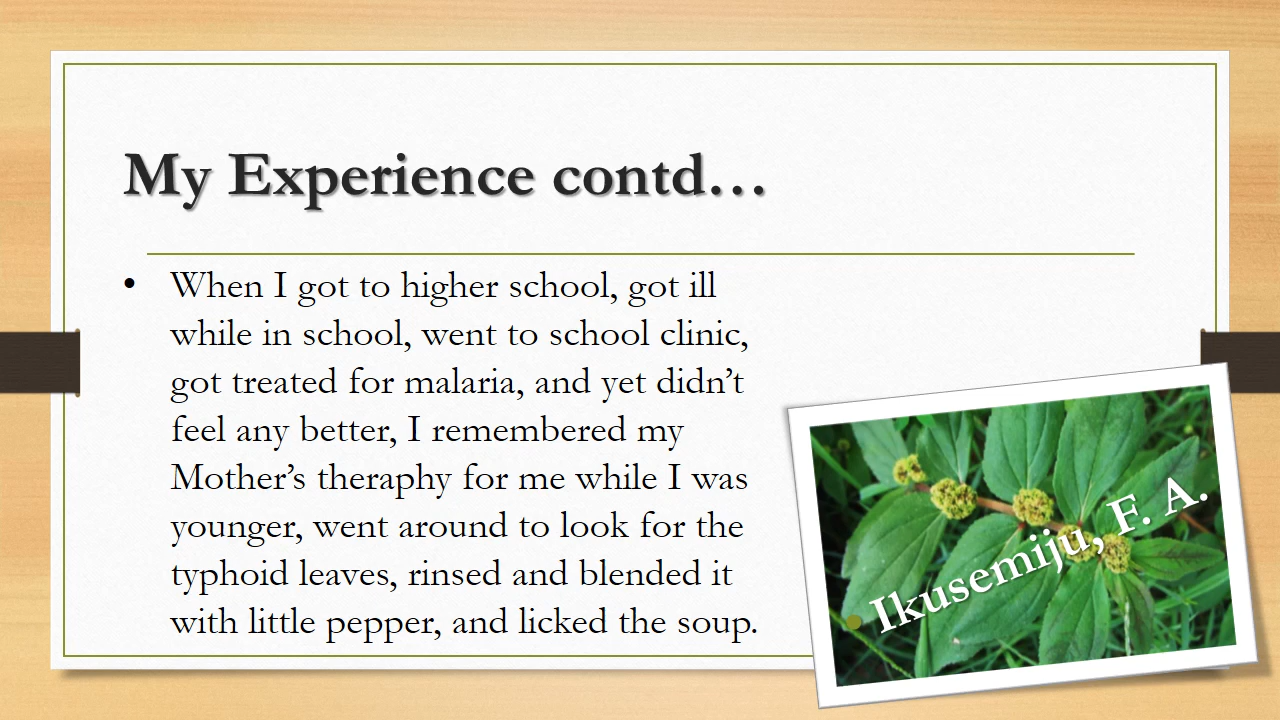 My Experience contd…
• When I got to higher school, got ill
while in school, went to school clinic,
got treated for malaria, and yet didn’t
feel any better, I remembered my
Mother’s theraphy for me while I was
younger, went around to look for the
typhoid leaves, rinsed and blended it
with little pepper, and licked the soup.
• Ikusemiju, F. A.